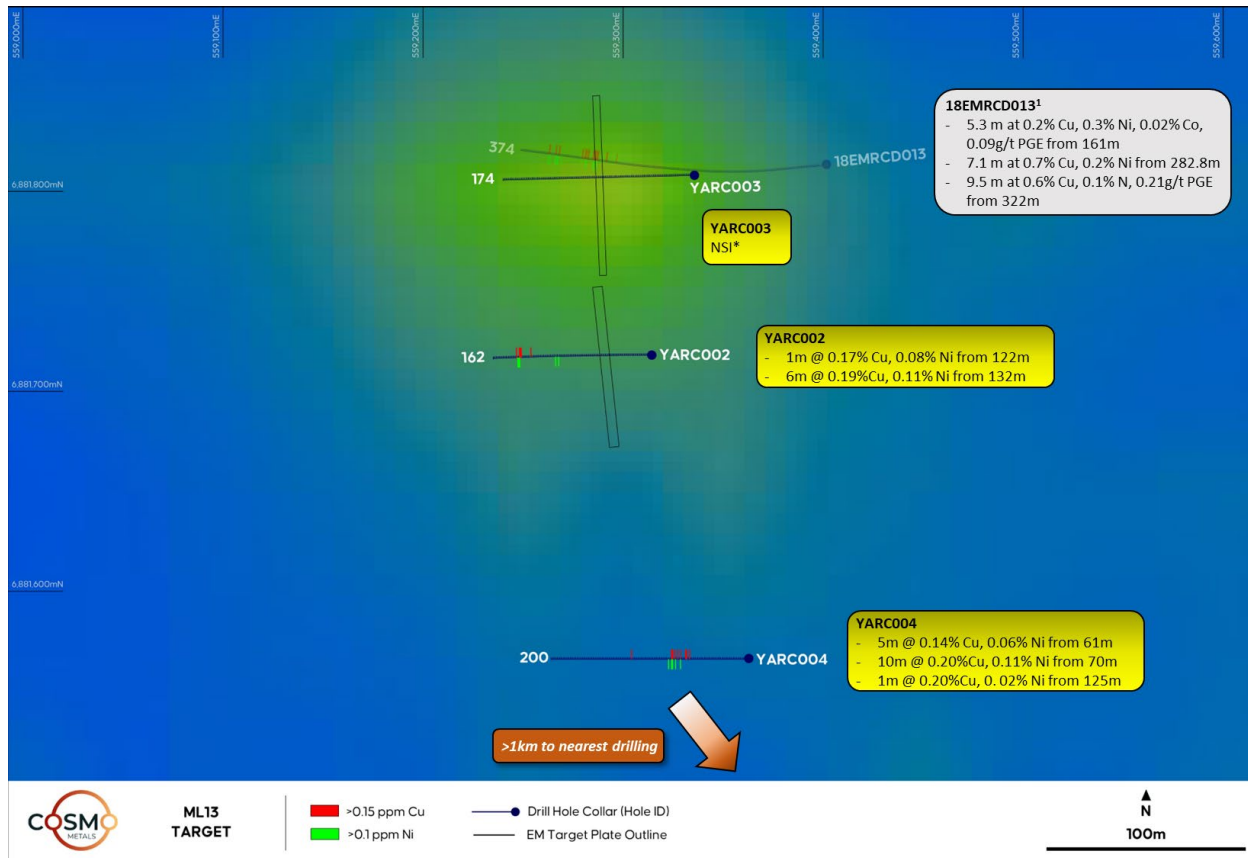 559,000mE
559,100mE
559,200mE
559,300mE
559,400mE
559,500mE
559,600mE
18EMRCD013¹
- 5.3 m at 0.2% Cu, 0.3% Ni, 0.02% Co,
0.09g/t PGE from 161m
- 7.1 m at 0.7% Cu, 0.2% Ni from 282.8m
- 9.5 m at 0.6% Cu, 0.1% N, 0.21g/t PGE
from 322m
374
18EMRCD013
6,881,800mN
174
YARC003
YARC003
NSI*
162
YARC002
YARC002
- 1m @ 0.17% Cu, 0.08% Ni from 122m
- 6m @ 0.19%Cu, 0.11% Ni from 132m
6,881,700mN
6,881,600mN
200
YARC004
YARC004
- 5m @ 0.14% Cu, 0.06% Ni from 61m
- 10m @ 0.20%Cu, 0.11% Ni from 70m
- 1m @ 0.20%Cu, 0. 02% Ni from 125m
>1km to nearest drilling
COSMO
METALS
ML13
TARGET
>0.15 ppm Cu
>0.1 ppm Ni
Drill Hole Collar (Hole ID)
EM Target Plate Outline
N
100m